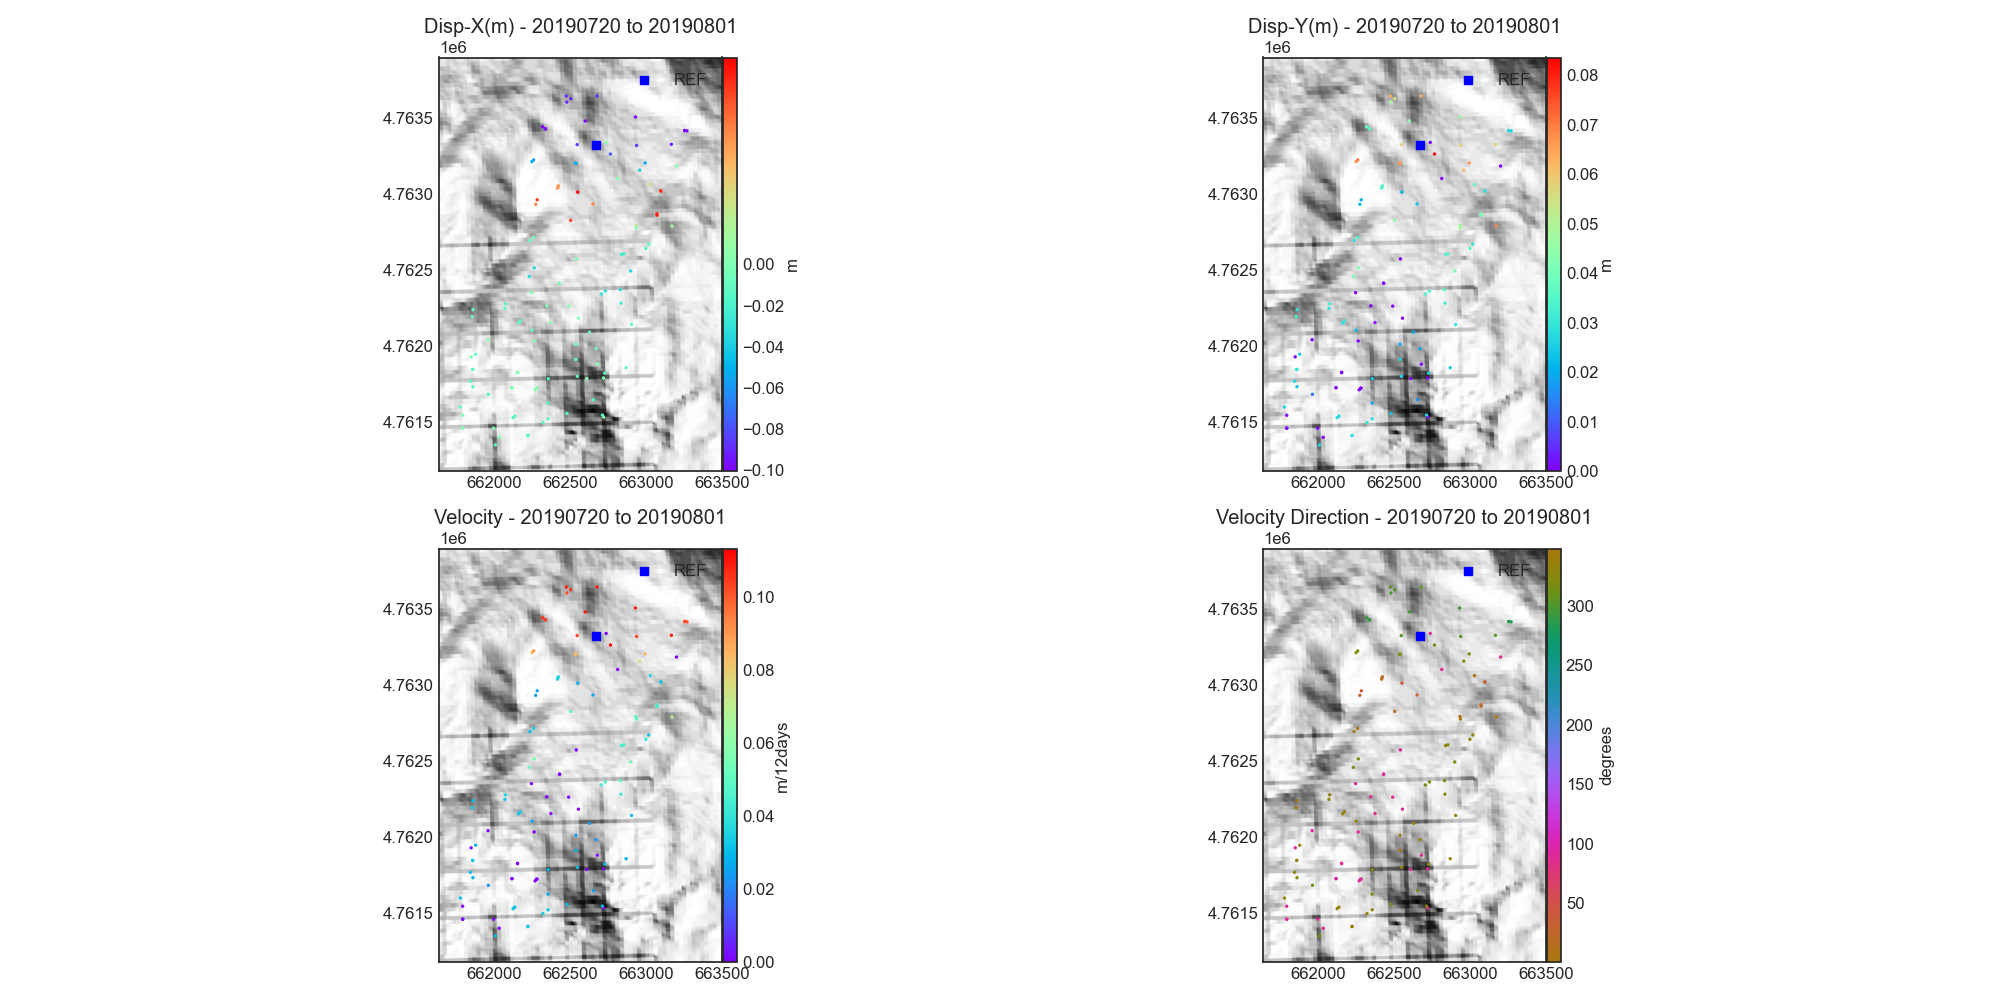 Disp-X(m) - 20190720 to 20190801
1e6
REF
4.7635
4.7630
4.7625
4.7620
4.7615
662000 662500 663000 663500
0.00
−0.02
−0.04
−0.06
−0.08
−0.10
m
Disp-Y(m) - 20190720 to 20190801
1e6
REF
4.7635
4.7630
4.7625
4.7620
4.7615
662000 662500 663000 663500
0.08
0.07
0.06
0.05
0.04
0.03
0.02
0.01
0.00
m
Velocity - 20190720 to 20190801
1e6
REF
4.7635
4.7630
4.7625
4.7620
4.7615
662000 662500 663000 663500
0.10
0.08
0.06
0.04
0.02
0.00
m/12days
Velocity Direction - 20190720 to 20190801
1e6
REF
4.7635
4.7630
4.7625
4.7620
4.7615
662000 662500 663000 663500
300
250
200
150
100
50
degrees